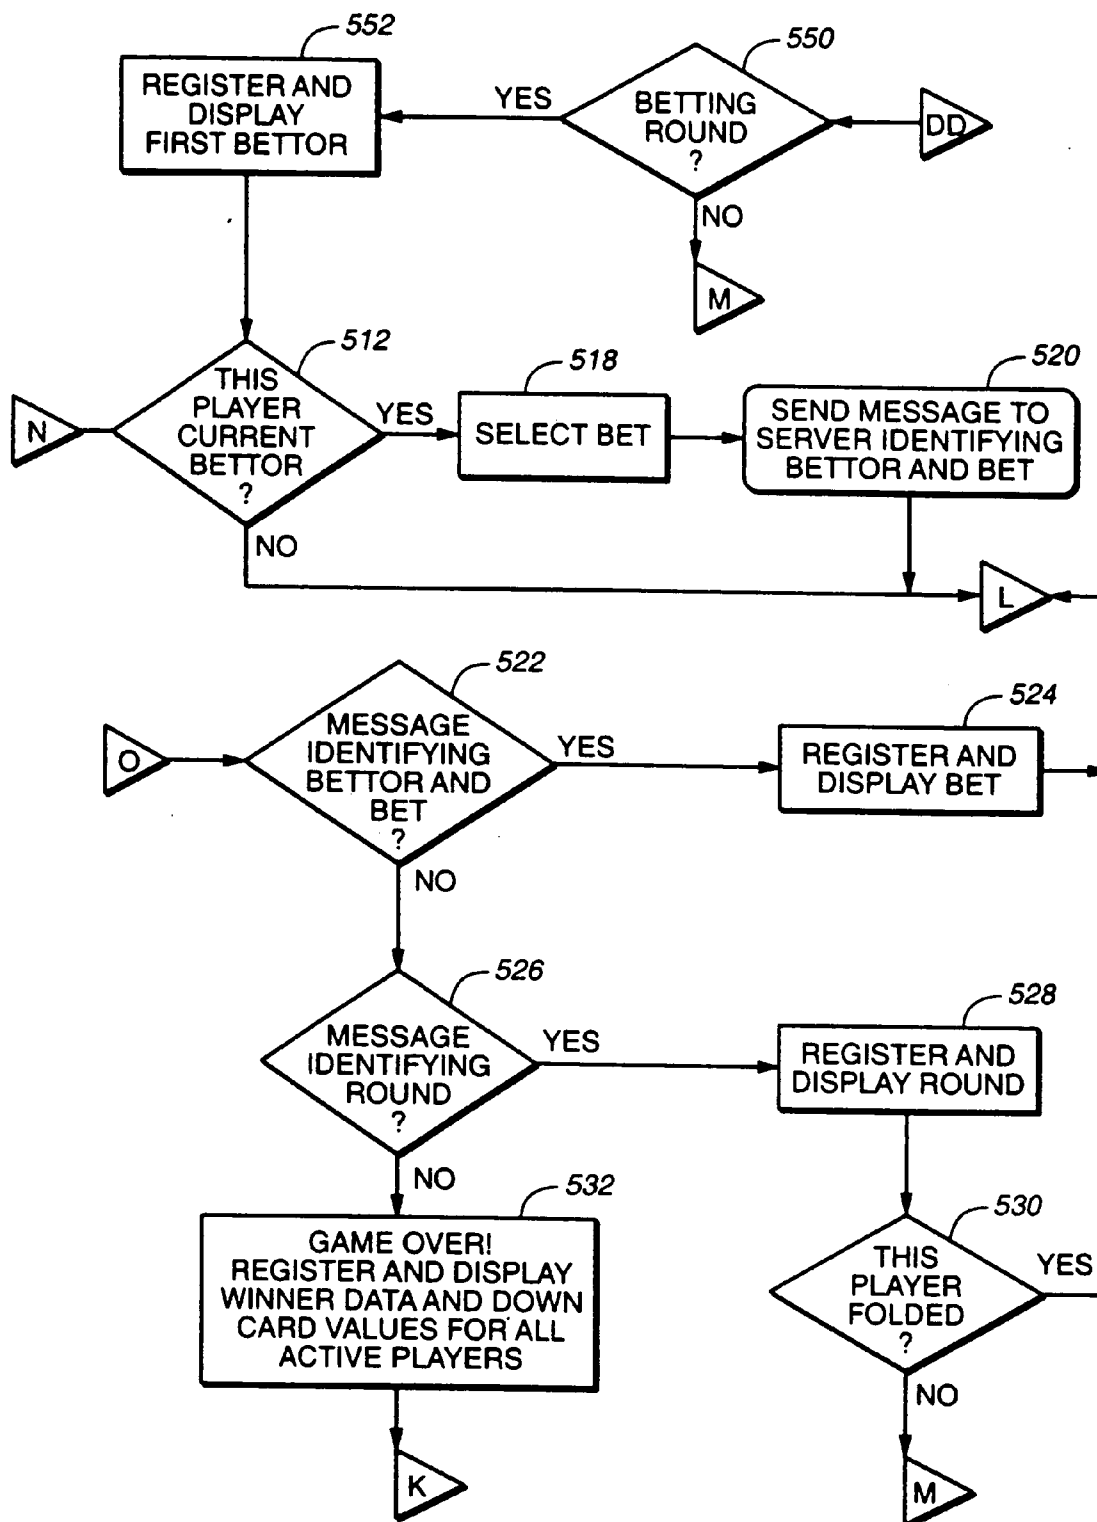 552
REGISTER AND
DISPLAY
FIRST BETTOR
YES
550
BETTING
ROUND
?
DD
NO
M
512
THIS
PLAYER
CURRENT
BETTOR
?
N
YES
518
SELECT BET
520
SEND MESSAGE TO
SERVER IDENTIFYING
BETTOR AND BET
NO
L
522
MESSAGE
IDENTIFYING
BETTOR AND
BET
?
O
YES
524
REGISTER AND
DISPLAY BET
NO
526
MESSAGE
IDENTIFYING
ROUND
?
YES
528
REGISTER AND
DISPLAY ROUND
NO
532
GAME OVER!
REGISTER AND DISPLAY
WINNER DATA AND DOWN
CARD VALUES FOR ALL
ACTIVE PLAYERS
530
THIS
PLAYER
FOLDED
?
YES
NO
K
M